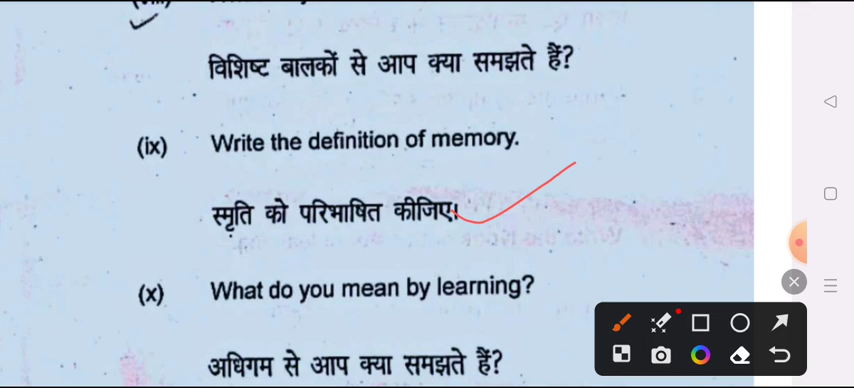 विशिष्ट बालकों से आप क्या समझते हैं?
(ix) Write the definition of memory.
स्मृति को परिभाषित कीजिए।
(x) What do you mean by learning?
अधिगम से आप क्या समझते हैं?